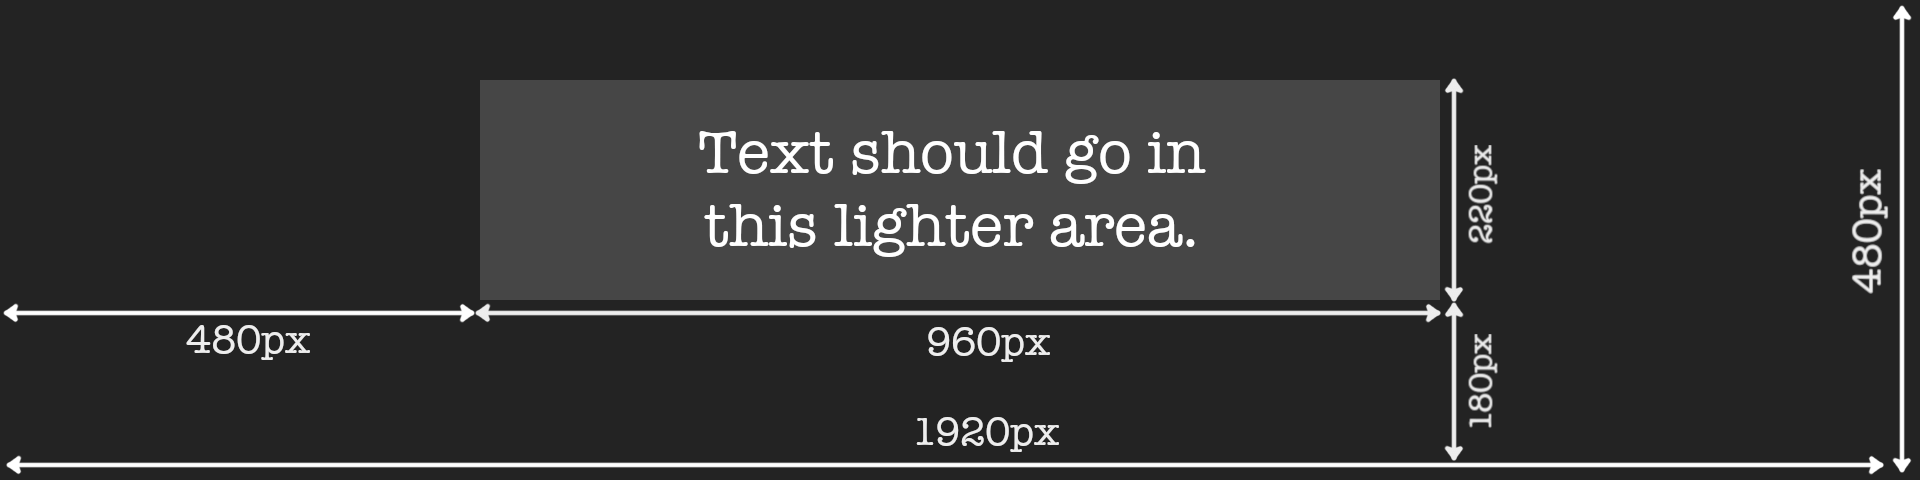 Text should go in
this lighter area.
220px
480px
480px
960px
180px
1920px